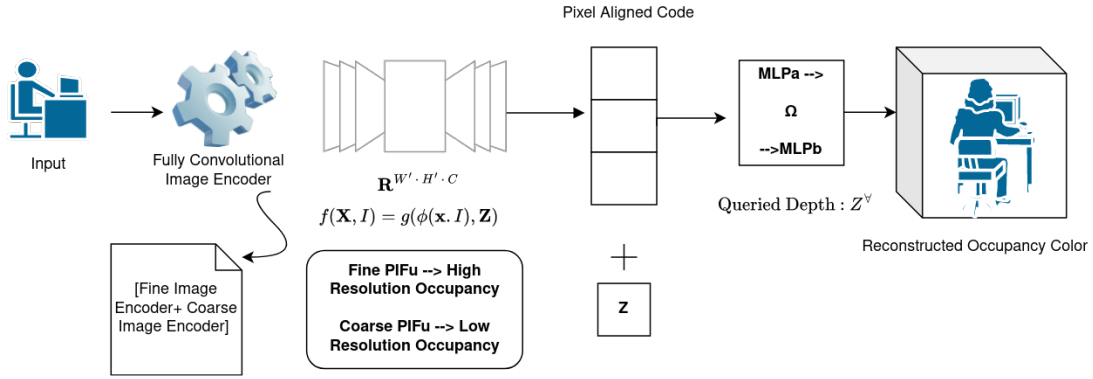 Pixel Aligned Code
Input
Fully Convolutional
Image Encoder
[Fine Image
Encoder+ Coarse
Image Encoder]
𝐑^{W′ · H′ · C}
f(𝐗, I) = g(ϕ(𝐱. I), 𝐙)
Fine PIFu --> High
Resolution Occupancy
Coarse PIFu --> Low
Resolution Occupancy
+
Z
MLPa -->
Ω
-->MLPb
Queried Depth : Z^∀
Reconstructed Occupancy Color